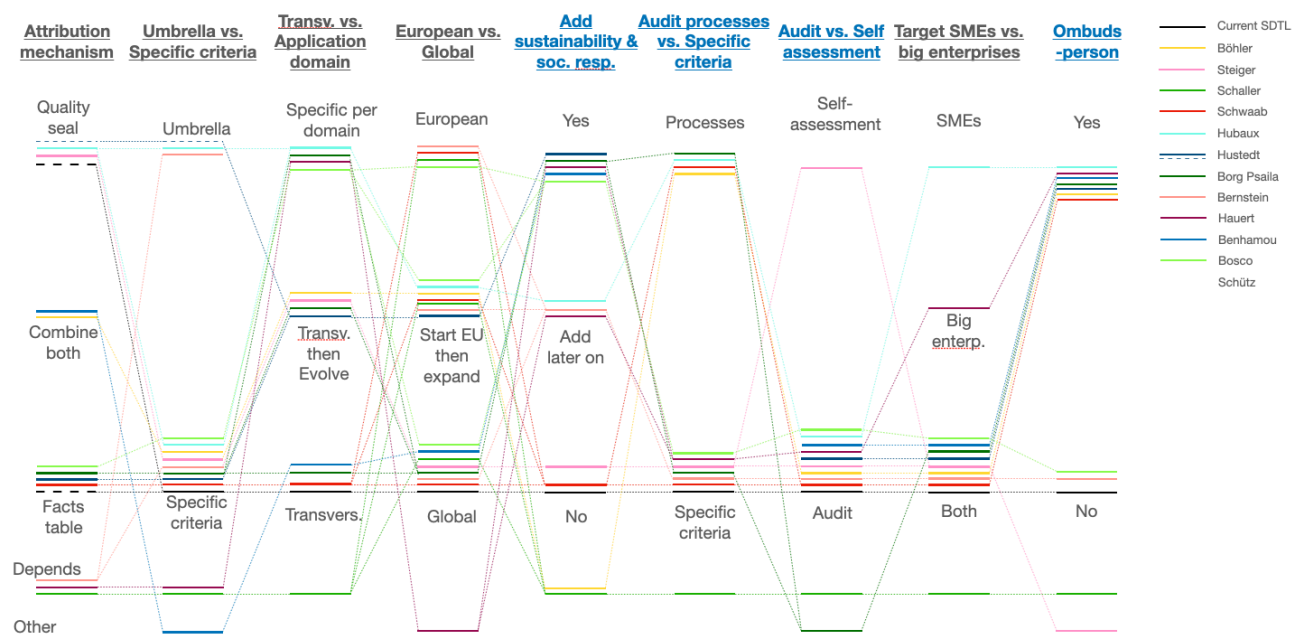 Attribution
mechanism
Umbrella vs.
Specific criteria
Transv. vs.
Application
domain
European vs.
Global
Add
sustainability &
soc. resp.
Audit processes
vs. Specific
criteria
Audit vs. Self
assessment
Target SMEs vs.
big enterprises
Ombuds
-person
Quality
seal
Umbrella
Specific per
domain
European
Yes
Processes
Self-
assessment
SMEs
Yes
Combine
both
Transv.
then
Evolve
Start EU
then
expand
Add
later on
Big
enterp.
Facts
table
Specific
criteria
Transvers.
Global
No
Specific
criteria
Audit
Both
No
Depends
Other
Current SDTL
Böhler
Steiger
Schaller
Schwaab
Hubaux
Hustedt
Borg Psaila
Bernstein
Hauert
Benhamou
Bosco
Schütz